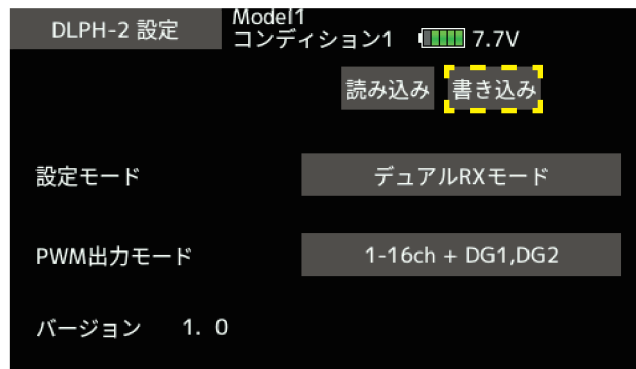 DLPH-2 設定
Model1
コンディション1 7.7V
読み込み 書き込み
設定モード デュアルRXモード
PWM出力モード 1-16ch + DG1,DG2
バージョン 1. 0